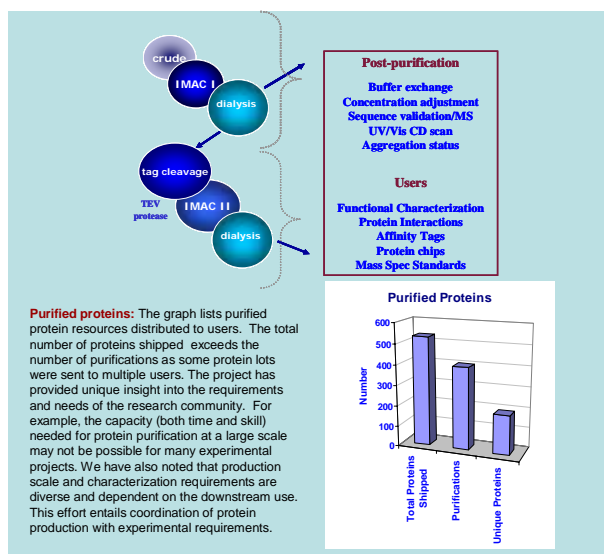 crude
IMAC I
dialysis
tag cleavage
TEV
protease
IMAC II
dialysis
Post-purification
Buffer exchange
Concentration adjustment
Sequence validation/MS
UV/Vis CD scan
Aggregation status
Users
Functional Characterization
Protein Interactions
Affinity Tags
Protein chips
Mass Spec Standards
Purified proteins: The graph lists purified
protein resources distributed to users. The total
number of proteins shipped exceeds the
number of purifications as some protein lots
were sent to multiple users. The project has
provided unique insight into the requirements
and needs of the research community. For
example, the capacity (both time and skill)
needed for protein purification at a large scale
may not be possible for many experimental
projects. We have also noted that production
scale and characterization requirements are
diverse and dependent on the downstream use.
This effort entails coordination of protein
production with experimental requirements.
Purified Proteins
600
500
400
300
200
100
0
Number
Total Proteins
Shipped
Purifications
Unique Proteins